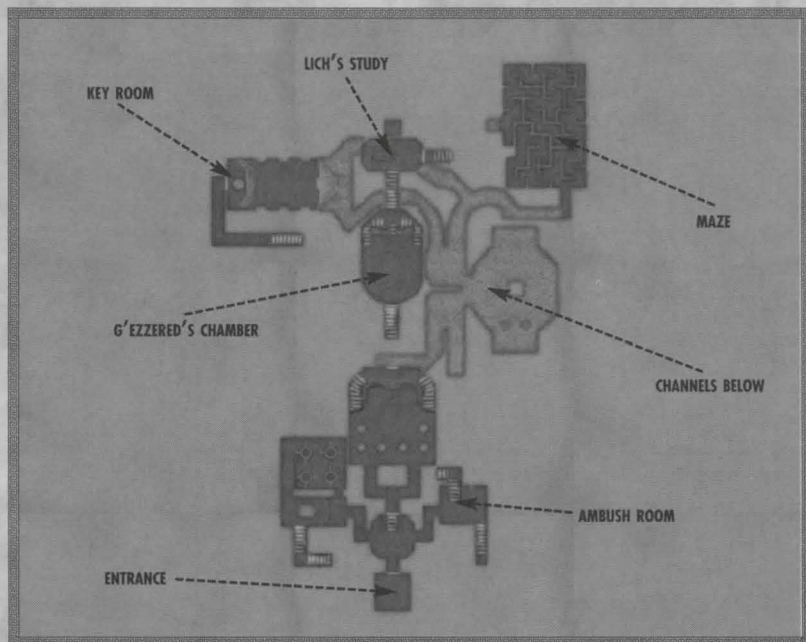 LICH'S STUDY
KEY ROOM
MAZE
G'EZZERED'S CHAMBER
CHANNELS BELOW
AMBUSH ROOM
ENTRANCE